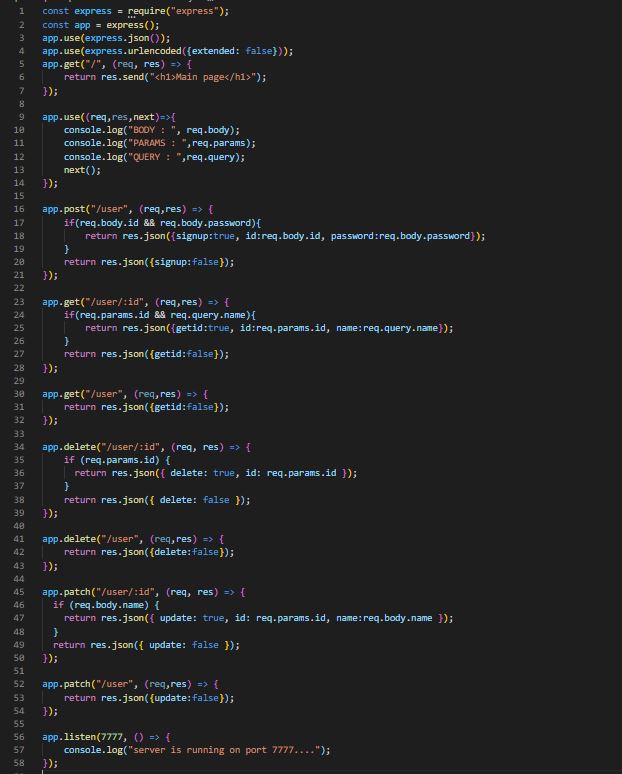 1 const express = require("express");
2 const app = express();
3 app.use(express.json());
4 app.use(express.urlencoded({extended: false}));
5 app.get("/", (req, res) => {
6     return res.send("<h1>Main page</h1>");
7 });
8
9 app.use((req,res,next)=>{
10     console.log("BODY : ", req.body);
11     console.log("PARAMS : ",req.params);
12     console.log("QUERY : ",req.query);
13     next();
14 });
15
16 app.post("/user", (req,res) => {
17     if(req.body.id && req.body.password){
18         return res.json({signup:true, id:req.body.id, password:req.body.password});
19     }
20     return res.json({signup:false});
21 });
22
23 app.get("/user/:id", (req,res) => {
24     if(req.params.id && req.query.name){
25         return res.json({getid:true, id:req.params.id, name:req.query.name});
26     }
27     return res.json({getid:false});
28 });
29
30 app.get("/user", (req,res) => {
31     return res.json({getid:false});
32 });
33
34 app.delete("/user/:id", (req, res) => {
35     if (req.params.id) {
36       return res.json({ delete: true, id: req.params.id });
37     }
38     return res.json({ delete: false });
39 });
40
41 app.delete("/user", (req,res) => {
42     return res.json({delete:false});
43 });
44
45 app.patch("/user/:id", (req, res) => {
46   if (req.body.name) {
47     return res.json({ update: true, id: req.params.id, name:req.body.name });
48   }
49   return res.json({ update: false });
50 });
51
52 app.patch("/user", (req,res) => {
53     return res.json({update:false});
54 });
55
56 app.listen(7777, () => {
57     console.log("server is running on port 7777....");
58 });